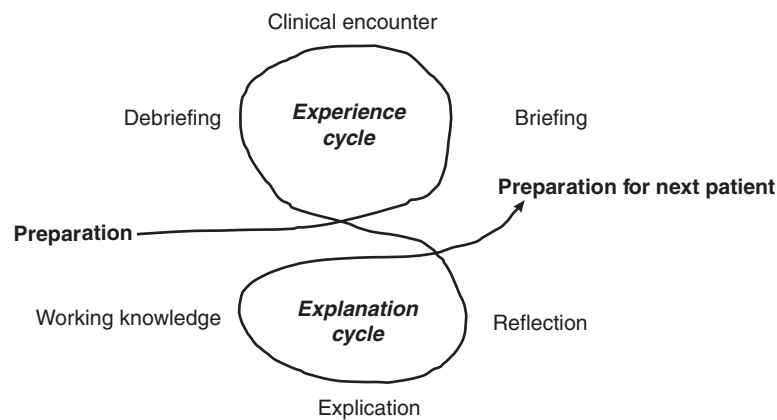 Clinical encounter
Debriefing
Experience
cycle
Briefing
Preparation for next patient
Preparation
Working knowledge
Explanation
cycle
Reflection
Explication